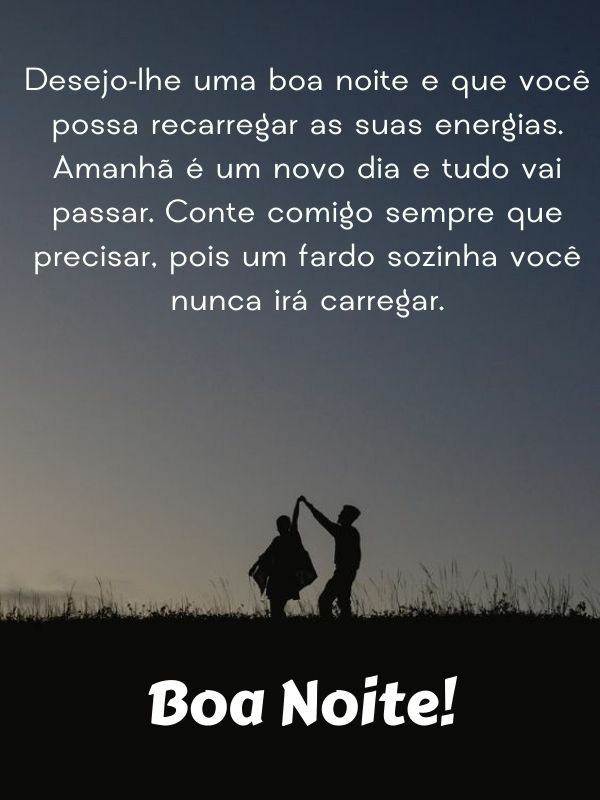 Desejo-lhe uma boa noite e que você
possa recarregar as suas energias.
Amanhã é um novo dia e tudo vai
passar. Conte comigo sempre que
precisar, pois um fardo sozinha você
nunca irá carregar.
Boa Noite!